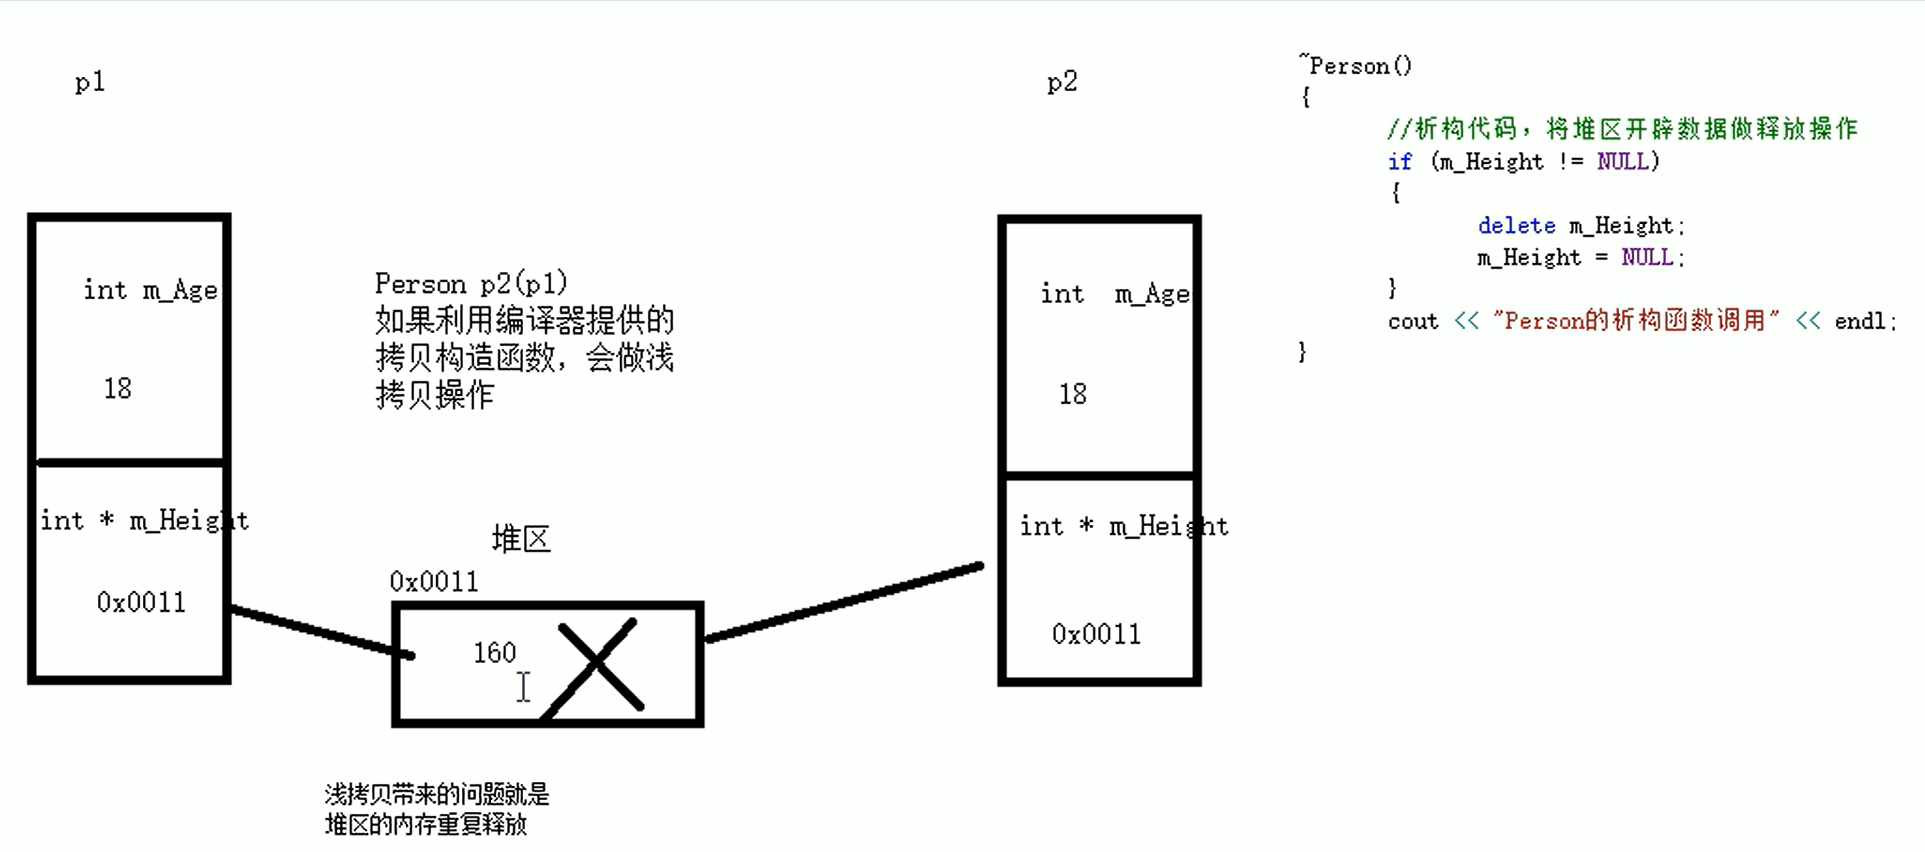 p1
int m_Age
18
int * m_Height
0x0011
Person p2(p1)
如果利用编译器提供的
拷贝构造函数，会做浅
拷贝操作
堆区
0x0011
160
浅拷贝带来的问题就是
堆区的内存重复释放
p2
int  m_Age
18
int * m_Height
0x0011
~Person()
{
//析构代码，将堆区开辟数据做释放操作
if (m_Height != NULL)
{
delete m_Height;
m_Height = NULL;
}
cout << "Person的析构函数调用" << endl;
}